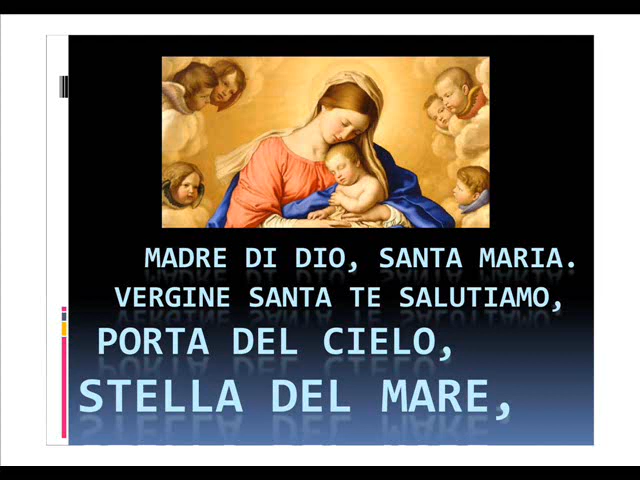 MADRE DI DIO, SANTA MARIA.
VERGINE SANTA TE SALUTIAMO,
PORTA DEL CIELO,
STELLA DEL MARE,